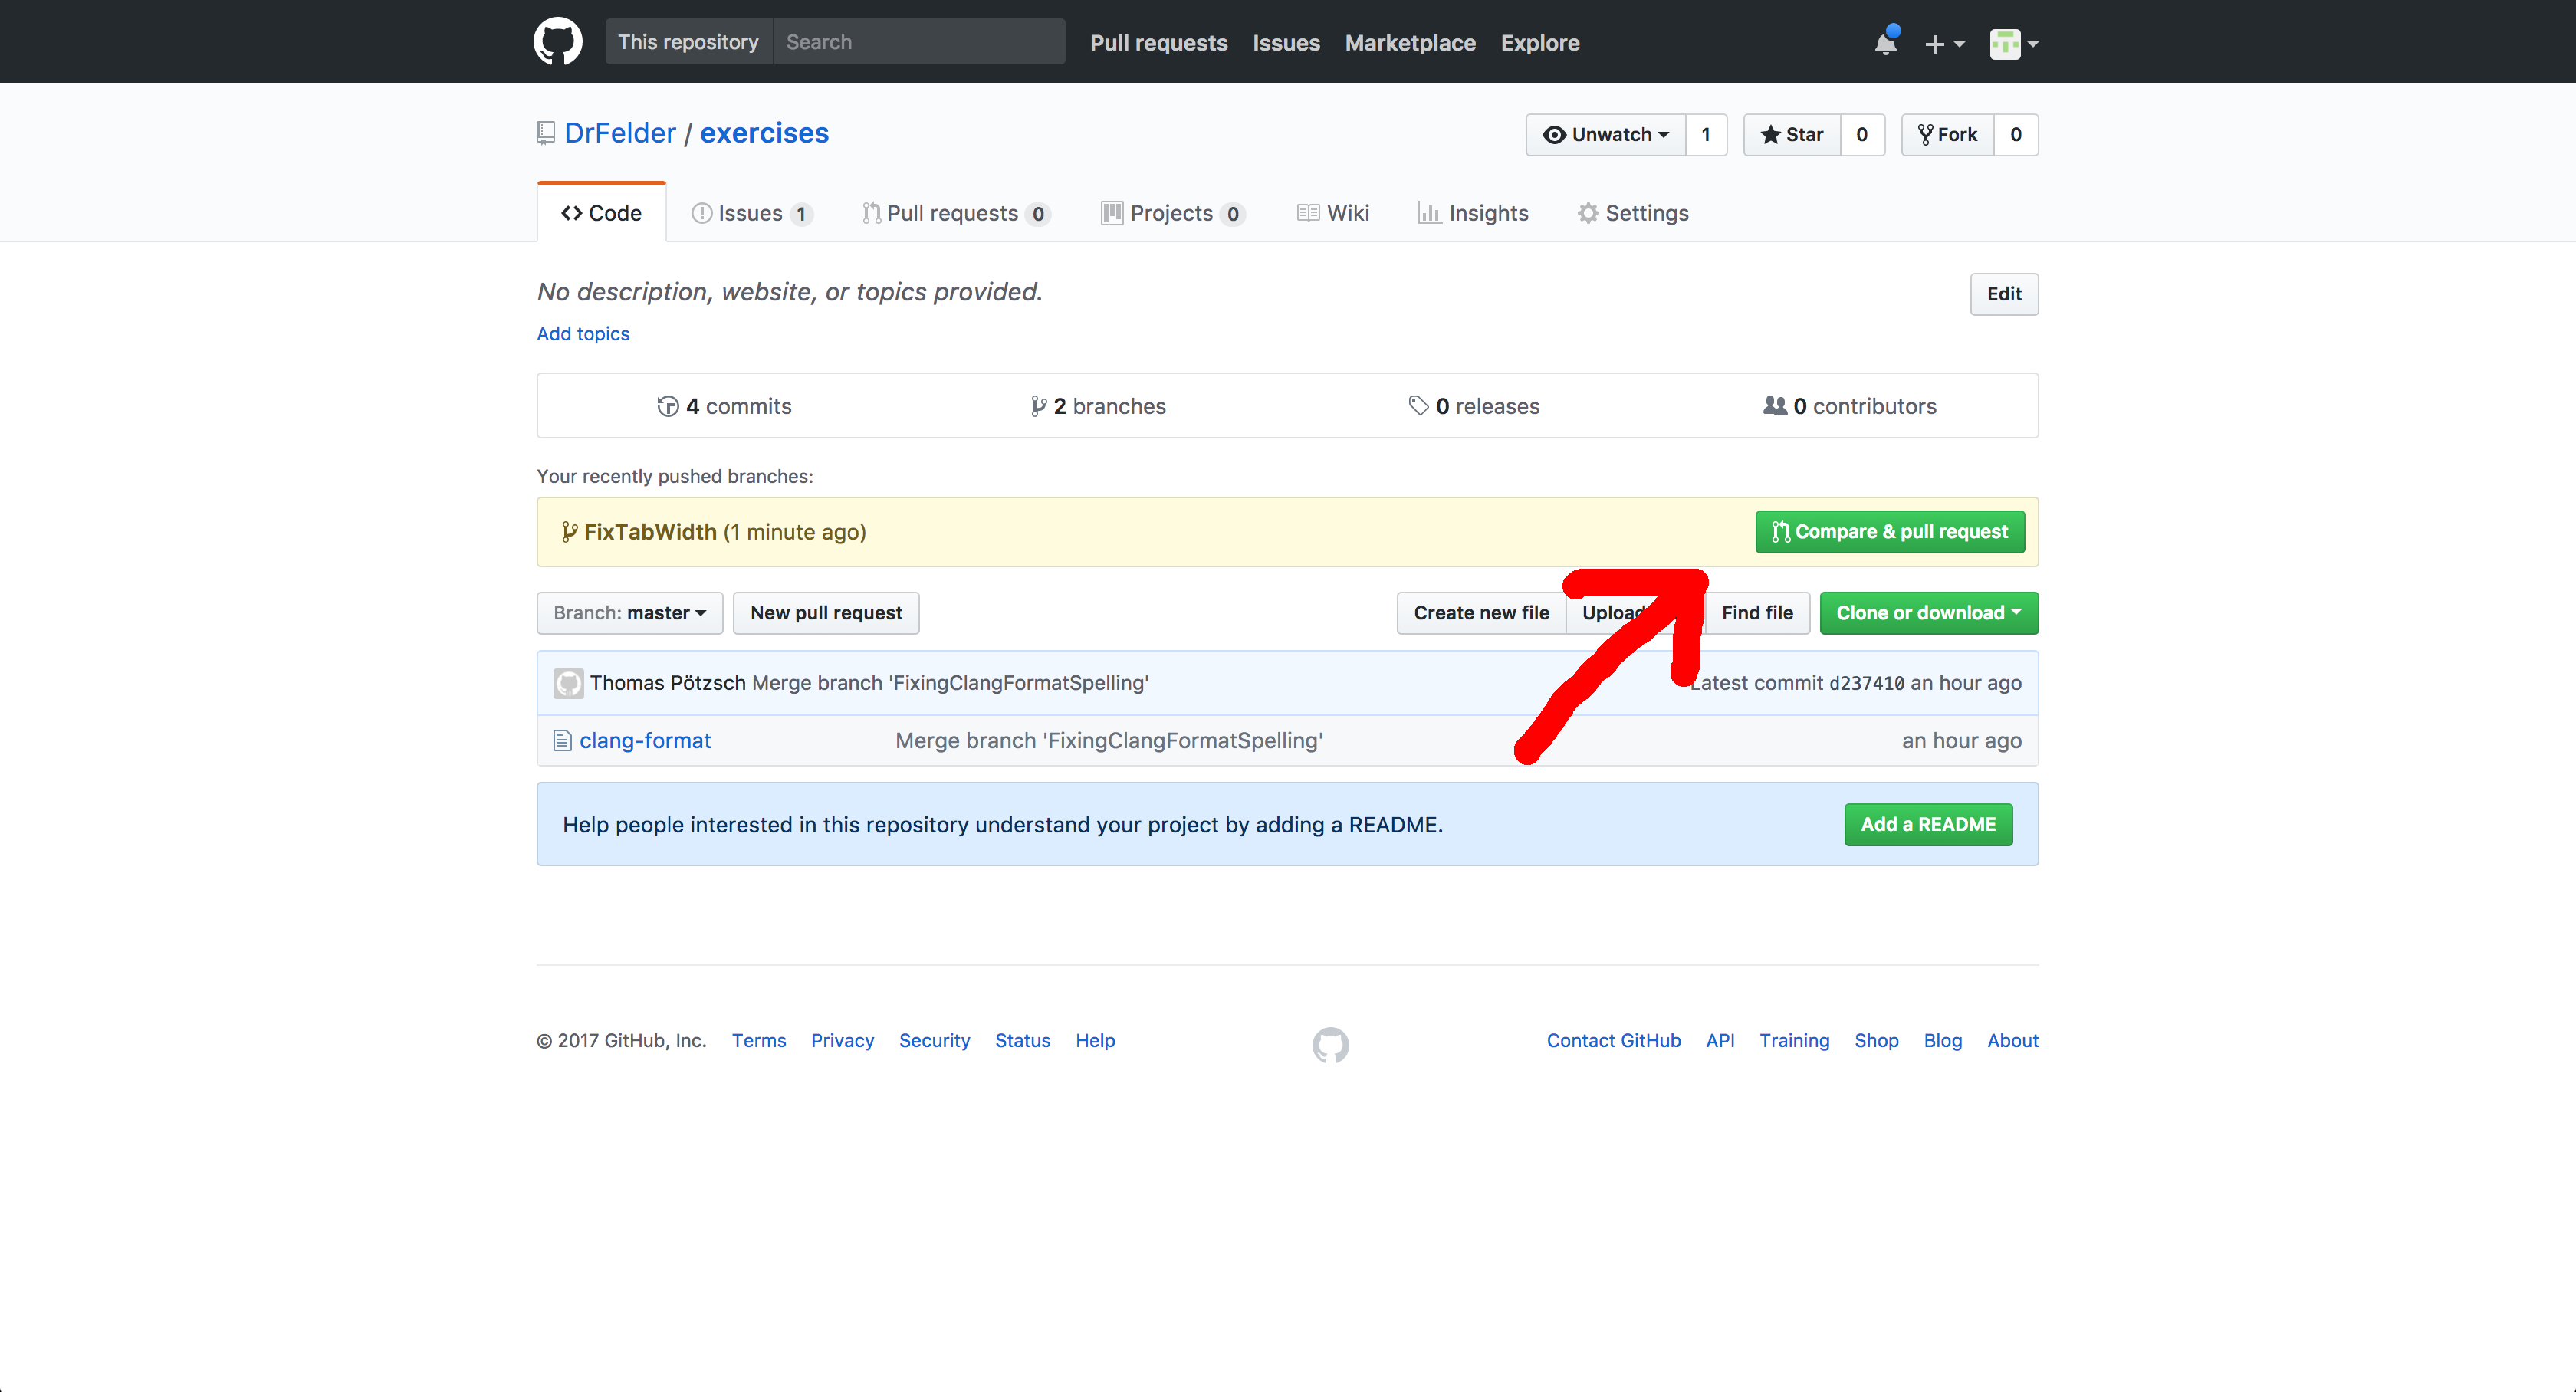 This repository Search Pull requests Issues Marketplace Explore
DrFelder / exercises Unwatch 1 Star 0 Fork 0
Code Issues 1 Pull requests 0 Projects 0 Wiki Insights Settings
No description, website, or topics provided. Edit
Add topics
4 commits 2 branches 0 releases 0 contributors
Your recently pushed branches:
FixTabWidth (1 minute ago) Compare & pull request
Branch: master New pull request Create new file Upload Find file Clone or download
Thomas Pötzsch Merge branch 'FixingClangFormatSpelling' Latest commit d237410 an hour ago
clang-format Merge branch 'FixingClangFormatSpelling' an hour ago
Help people interested in this repository understand your project by adding a README. Add a README
© 2017 GitHub, Inc. Terms Privacy Security Status Help Contact GitHub API Training Shop Blog About